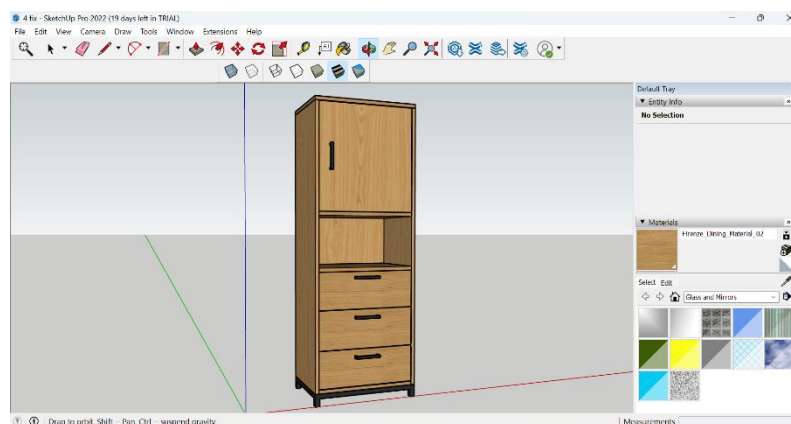 4 fix - SketchUp Pro 2022 (19 days left in TRIAL)
File Edit View Camera Draw Tools Window Extensions Help
Default Tray
Entity Info
No Selection
Materials
Firenze_Dining_Material_02
Select Edit
Glass and Mirrors
Drag to orbit. Shift = Pan, Ctrl = suspend gravity.
Measurements